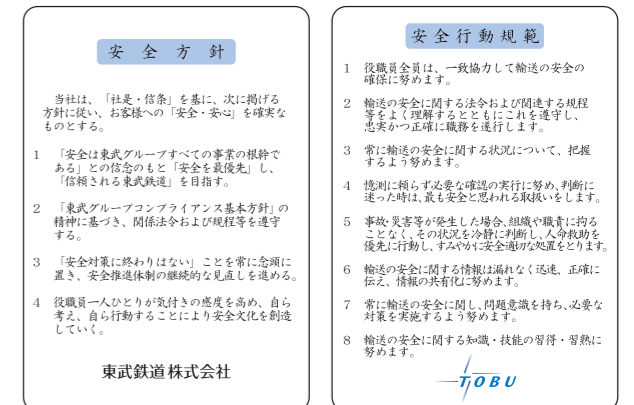 安全方針
当社は、「社是・信条」を基に、次に掲げる
方針に従い、お客様への「安全・安心」を確実な
ものとする。
1 「安全は東武グループすべての事業の根幹で
ある」との信念のもと「安全を最優先」し、
「信頼される東武鉄道」を目指す。
2 「東武グループコンプライアンス基本方針」の
精神に基づき、関係法令および規程等を遵守
する。
3 「安全対策に終わりはない」ことを常に念頭に
置き、安全推進体制の継続的な見直しを進める。
4 役職員一人ひとりが気付きの感度を高め、自ら
考え、自ら行動することにより安全文化を創造
していく。
東武鉄道株式会社
安全行動規範
1 役職員全員は、一致協力して輸送の安全の
確保に努めます。
2 輸送の安全に関する法令および関連する規程
等をよく理解するとともにこれを遵守し、
忠実かつ正確に職務を遂行します。
3 常に輸送の安全に関する状況について、把握
するよう努めます。
4 憶測に頼らず必要な確認の実行に努め、判断に
迷った時は、最も安全と思われる取扱いをします。
5 事故・災害等が発生した場合、組織や職責に拘る
ことなく、その状況を冷静に判断し、人命救助を
優先に行動し、すみやかに安全適切な処置をとります。
6 輸送の安全に関する情報は漏れなく迅速、正確に
伝え、情報の共有化に努めます。
7 常に輸送の安全に関し、問題意識を持ち、必要な
対策を実施するよう努めます。
8 輸送の安全に関する知識・技能の習得・習熟に
努めます。
TOBU